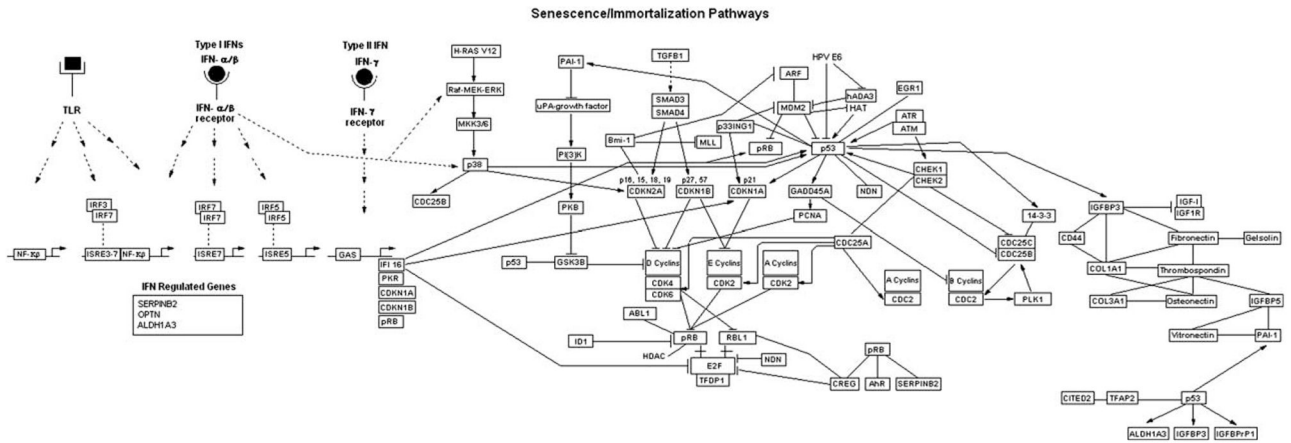 Senescence/Immortalization Pathways
TLR
Type I IFNs
IFN- α/β
IFN- α/β
receptor
Type II IFN
IFN-γ
IFN- γ
receptor
H-RAS V12
Raf-MEK-ERK
MKK3/6
p38
CDC25B
PAI-1
uPA-growth factor
PI[3]K
PKB
GSK3B
p53
TGFB1
SMAD3
SMAD4
Bmi-1
MLL
p16, 15, 18, 19
CDKN2A
p27, 57
CDKN1B
p21
CDKN1A
p33ING1
ARF
MDM2
pRB
HPV E6
hADA3
HAT
p53
EGR1
ATR
ATM
CHEK1
CHEK2
GADD45A
PCNA
NDN
CDC25A
14-3-3
CDC25C
CDC25B
IRF3
IRF7
IRF7
IRF7
IRF5
IRF5
NF-κβ
ISRE3-7
NF-κβ
ISRE7
ISRE5
GAS
IFI 16
PKR
CDKN1A
CDKN1B
pRB
IFN Regulated Genes
SERPINB2
OPTN
ALDH1A3
D Cyclins
CDK4
CDK6
E Cyclins
CDK2
A Cyclins
CDK2
A Cyclins
CDC2
B Cyclins
CDC2
PLK1
ABL1
ID1
pRB
HDAC
RBL1
E2F
TFDP1
NDN
pRB
CREG
AhR
SERPINB2
IGFBP3
IGF-I
IGF1R
CD44
Fibronectin
Gelsolin
COL1A1
Thrombospondin
COL3A1
Osteonectin
IGFBP5
Vitronectin
PAI-1
CITED2
TFAP2
p53
ALDH1A3
IGFBP3
IGFBPrP1